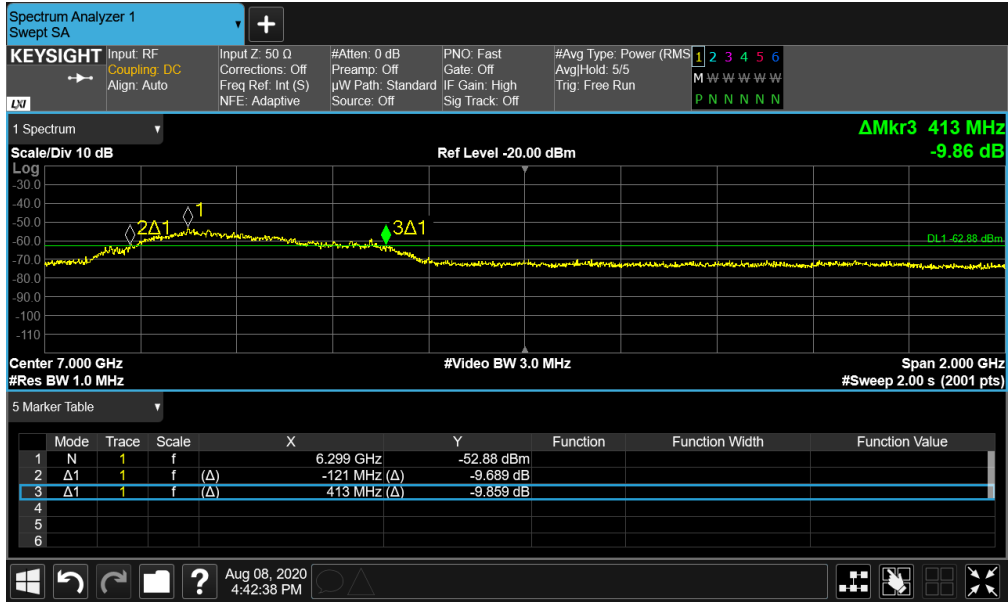 Spectrum Analyzer 1
Swept SA
+
KEYSIGHT
LXI
Input: RF
Coupling: DC
Align: Auto
Input Z: 50 Ω
Corrections: Off
Freq Ref: Int (S)
NFE: Adaptive
#Atten: 0 dB
Preamp: Off
µW Path: Standard
Source: Off
PNO: Fast
Gate: Off
IF Gain: High
Sig Track: Off
#Avg Type: Power (RMS
Avg|Hold: 5/5
Trig: Free Run
1 2 3 4 5 6
M W W W W W
P N N N N N
1 Spectrum
ΔMkr3 413 MHz
-9.86 dB
Scale/Div 10 dB
Ref Level -20.00 dBm
Log
-30.0
-40.0
-50.0
-60.0
-70.0
-80.0
-90.0
-100
-110
2Δ1
1
3Δ1
DL1 -62.88 dBm
Center 7.000 GHz
#Video BW 3.0 MHz
Span 2.000 GHz
#Res BW 1.0 MHz
#Sweep 2.00 s (2001 pts)
5 Marker Table
Mode Trace Scale X Y Function Function Width Function Value
1 N 1 f 6.299 GHz -52.88 dBm
2 Δ1 1 f (Δ) -121 MHz (Δ) -9.689 dB
3 Δ1 1 f (Δ) 413 MHz (Δ) -9.859 dB
4
5
6
?
Aug 08, 2020
4:42:38 PM